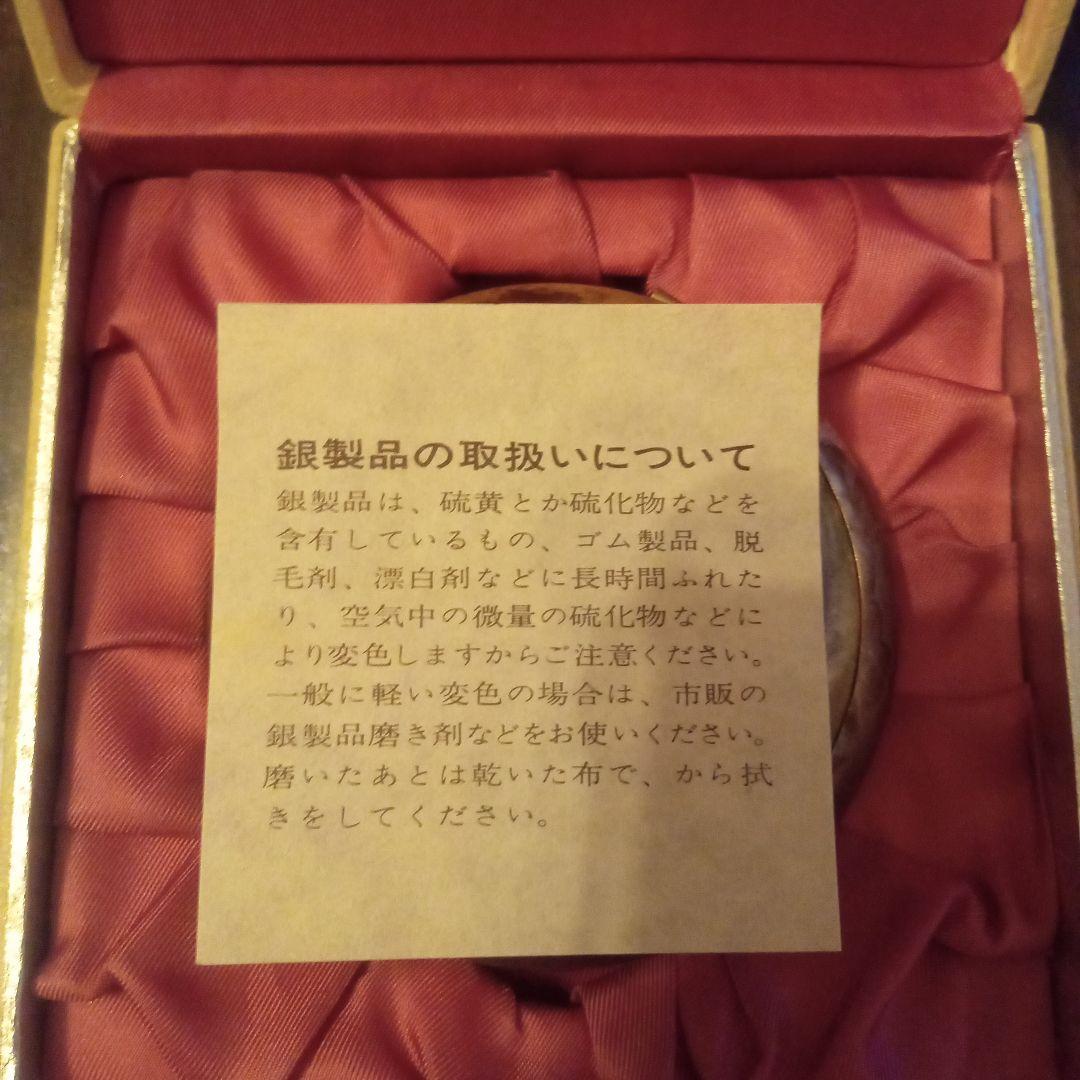 銀製品の取扱いについて
銀製品は、硫黄とか硫化物などを
含有しているもの、ゴム製品、脱
毛剤、漂白剤などに長時間ふれた
り、空気中の微量の硫化物などに
より変色しますからご注意ください。
一般に軽い変色の場合は、市販の
銀製品磨き剤などをお使いください。
磨いたあとは乾いた布で、から拭
きをしてください。